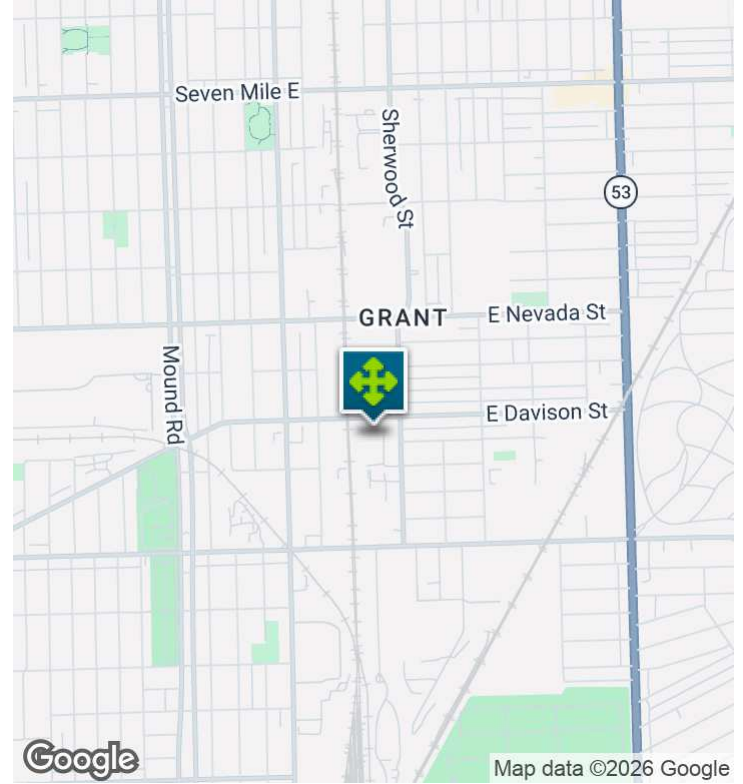 Seven Mile E
Sherwood St
53
GRANT
E Nevada St
Mound Rd
E Davison St
Google
Map data ©2026 Google